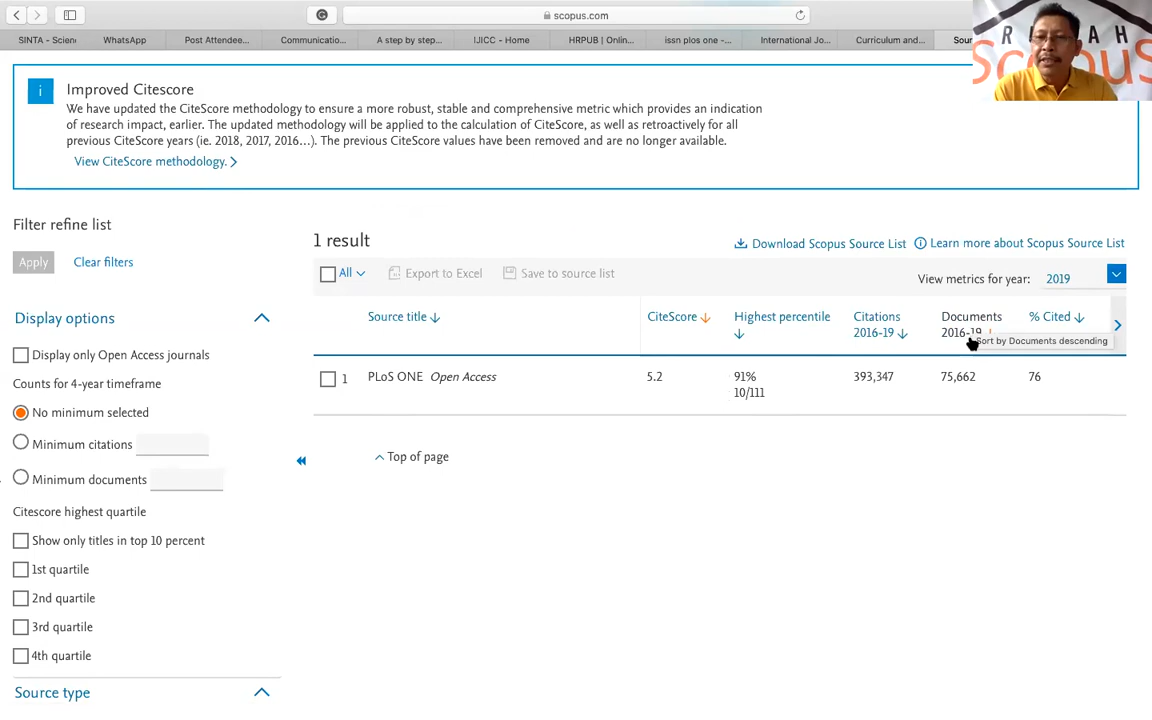 scopus.com
SINTA - Scienc
WhatsApp
Post Attendee...
Communicatio...
A step by step...
IJICC - Home
HRPUB | Onlin...
issn plos one -...
International Jo...
Curriculum and...
Sour
R AH
ScopuS
i
Improved Citescore
We have updated the CiteScore methodology to ensure a more robust, stable and comprehensive metric which provides an indication
of research impact, earlier. The updated methodology will be applied to the calculation of CiteScore, as well as retroactively for all
previous CiteScore years (ie. 2018, 2017, 2016...). The previous CiteScore values have been removed and are no longer available.
View CiteScore methodology. >
Filter refine list
Apply
Clear filters
Display options
Display only Open Access journals
Counts for 4-year timeframe
No minimum selected
Minimum citations
Minimum documents
Citescore highest quartile
Show only titles in top 10 percent
1st quartile
2nd quartile
3rd quartile
4th quartile
Source type
1 result
Download Scopus Source List
Learn more about Scopus Source List
All
Export to Excel
Save to source list
View metrics for year:
2019
Source title ↓
CiteScore ↓
Highest percentile
↓
Citations
2016-19 ↓
Documents
2016-19 ↓
% Cited ↓
Sort by Documents descending
1
PLoS ONE Open Access
5.2
91%
10/111
393,347
75,662
76
Top of page